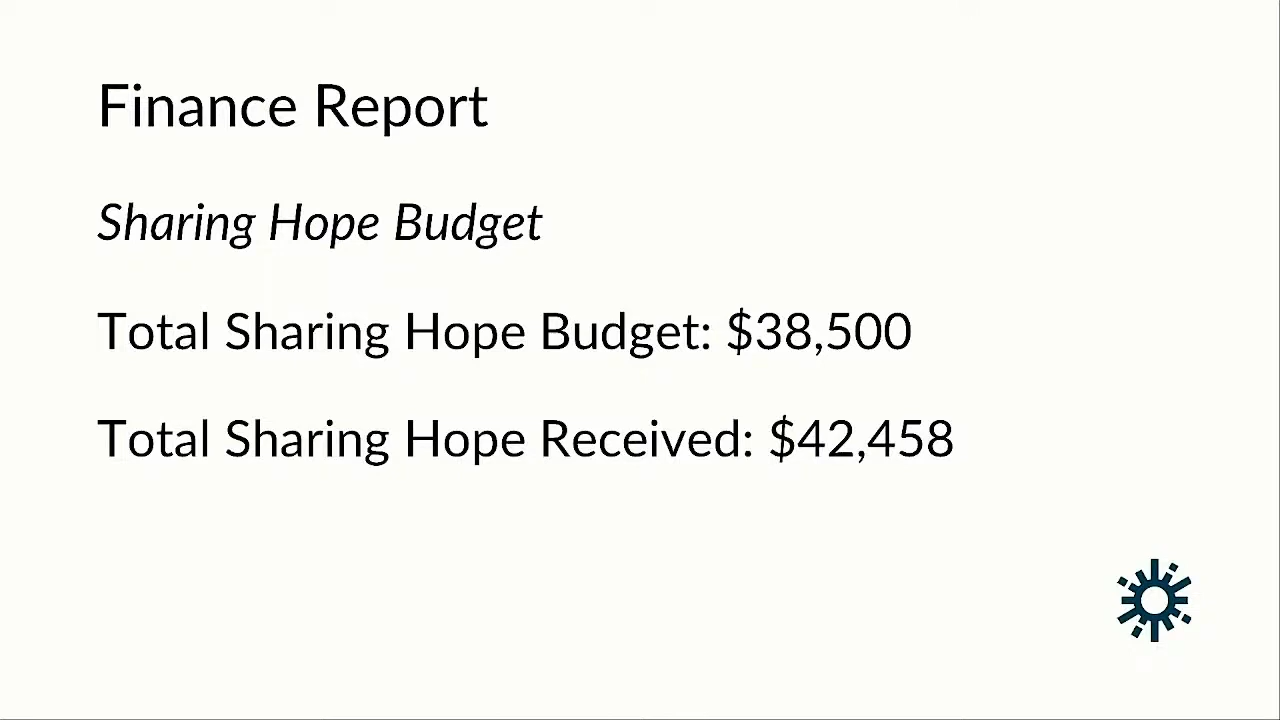 Finance Report
Sharing Hope Budget
Total Sharing Hope Budget: $38,500
Total Sharing Hope Received: $42,458